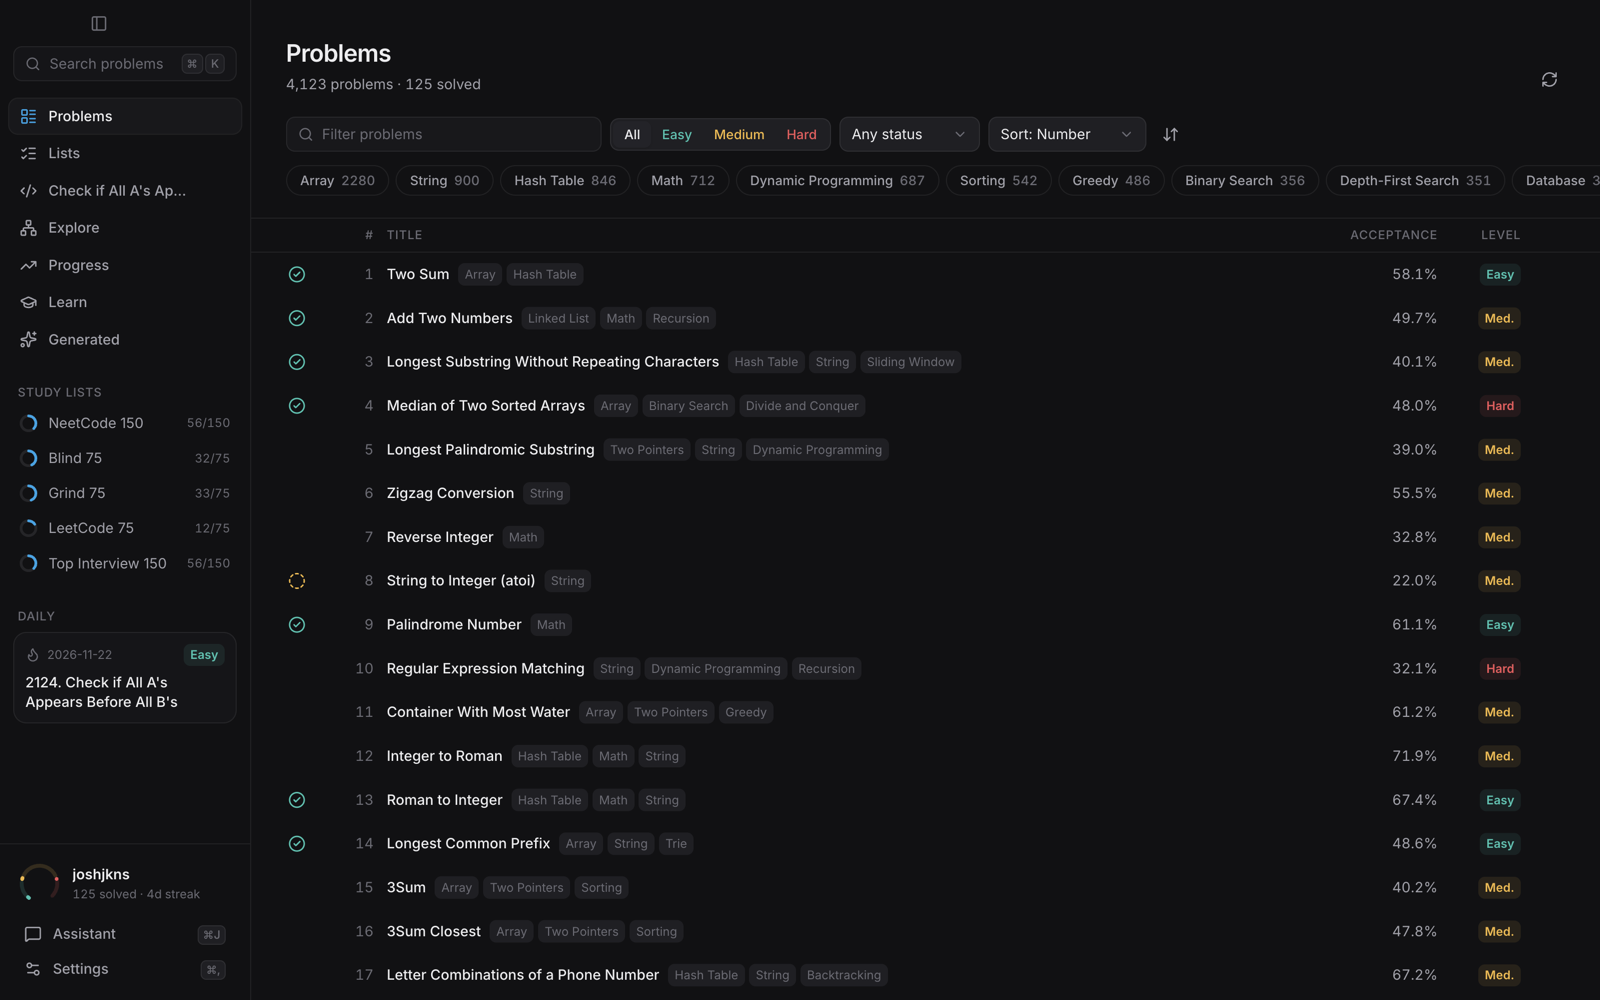 Search problems ⌘ K
Problems
Lists
Check if All A's Ap...
Explore
Progress
Learn
Generated
STUDY LISTS
NeetCode 150 56/150
Blind 75 32/75
Grind 75 33/75
LeetCode 75 12/75
Top Interview 150 56/150
DAILY
2026-11-22 Easy
2124. Check if All A's
Appears Before All B's
joshjkns
125 solved · 4d streak
Assistant ⌘J
Settings ⌘,
Problems
4,123 problems · 125 solved
Filter problems All Easy Medium Hard Any status Sort: Number
Array 2280 String 900 Hash Table 846 Math 712 Dynamic Programming 687 Sorting 542 Greedy 486 Binary Search 356 Depth-First Search 351 Database
# TITLE ACCEPTANCE LEVEL
1 Two Sum Array Hash Table 58.1% Easy
2 Add Two Numbers Linked List Math Recursion 49.7% Med.
3 Longest Substring Without Repeating Characters Hash Table String Sliding Window 40.1% Med.
4 Median of Two Sorted Arrays Array Binary Search Divide and Conquer 48.0% Hard
5 Longest Palindromic Substring Two Pointers String Dynamic Programming 39.0% Med.
6 Zigzag Conversion String 55.5% Med.
7 Reverse Integer Math 32.8% Med.
8 String to Integer (atoi) String 22.0% Med.
9 Palindrome Number Math 61.1% Easy
10 Regular Expression Matching String Dynamic Programming Recursion 32.1% Hard
11 Container With Most Water Array Two Pointers Greedy 61.2% Med.
12 Integer to Roman Hash Table Math String 71.9% Med.
13 Roman to Integer Hash Table Math String 67.4% Easy
14 Longest Common Prefix Array String Trie 48.6% Easy
15 3Sum Array Two Pointers Sorting 40.2% Med.
16 3Sum Closest Array Two Pointers Sorting 47.8% Med.
17 Letter Combinations of a Phone Number Hash Table String Backtracking 67.2% Med.